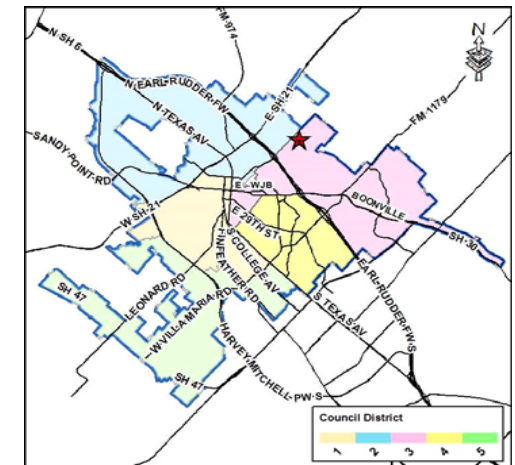 N
N SH 6
FM-974
N EARL-RUDDER-FW
E SH-21
FM-1179
N-TEXAS-AV
SANDY-POINT-RD
E -WJB
BOONVILLE
W-SH-21
E 29TH ST
SH-30
S COLLEGE-AV
FINFEATHER-RD
SH 47
LEONARD RD
W-VILLA MARIA-RD
S TEXAS AV
EARL-RUDDER-FW-S
HARVEY-MITCHELL-PW-S
SH 47
Council District
1 2 3 4 5